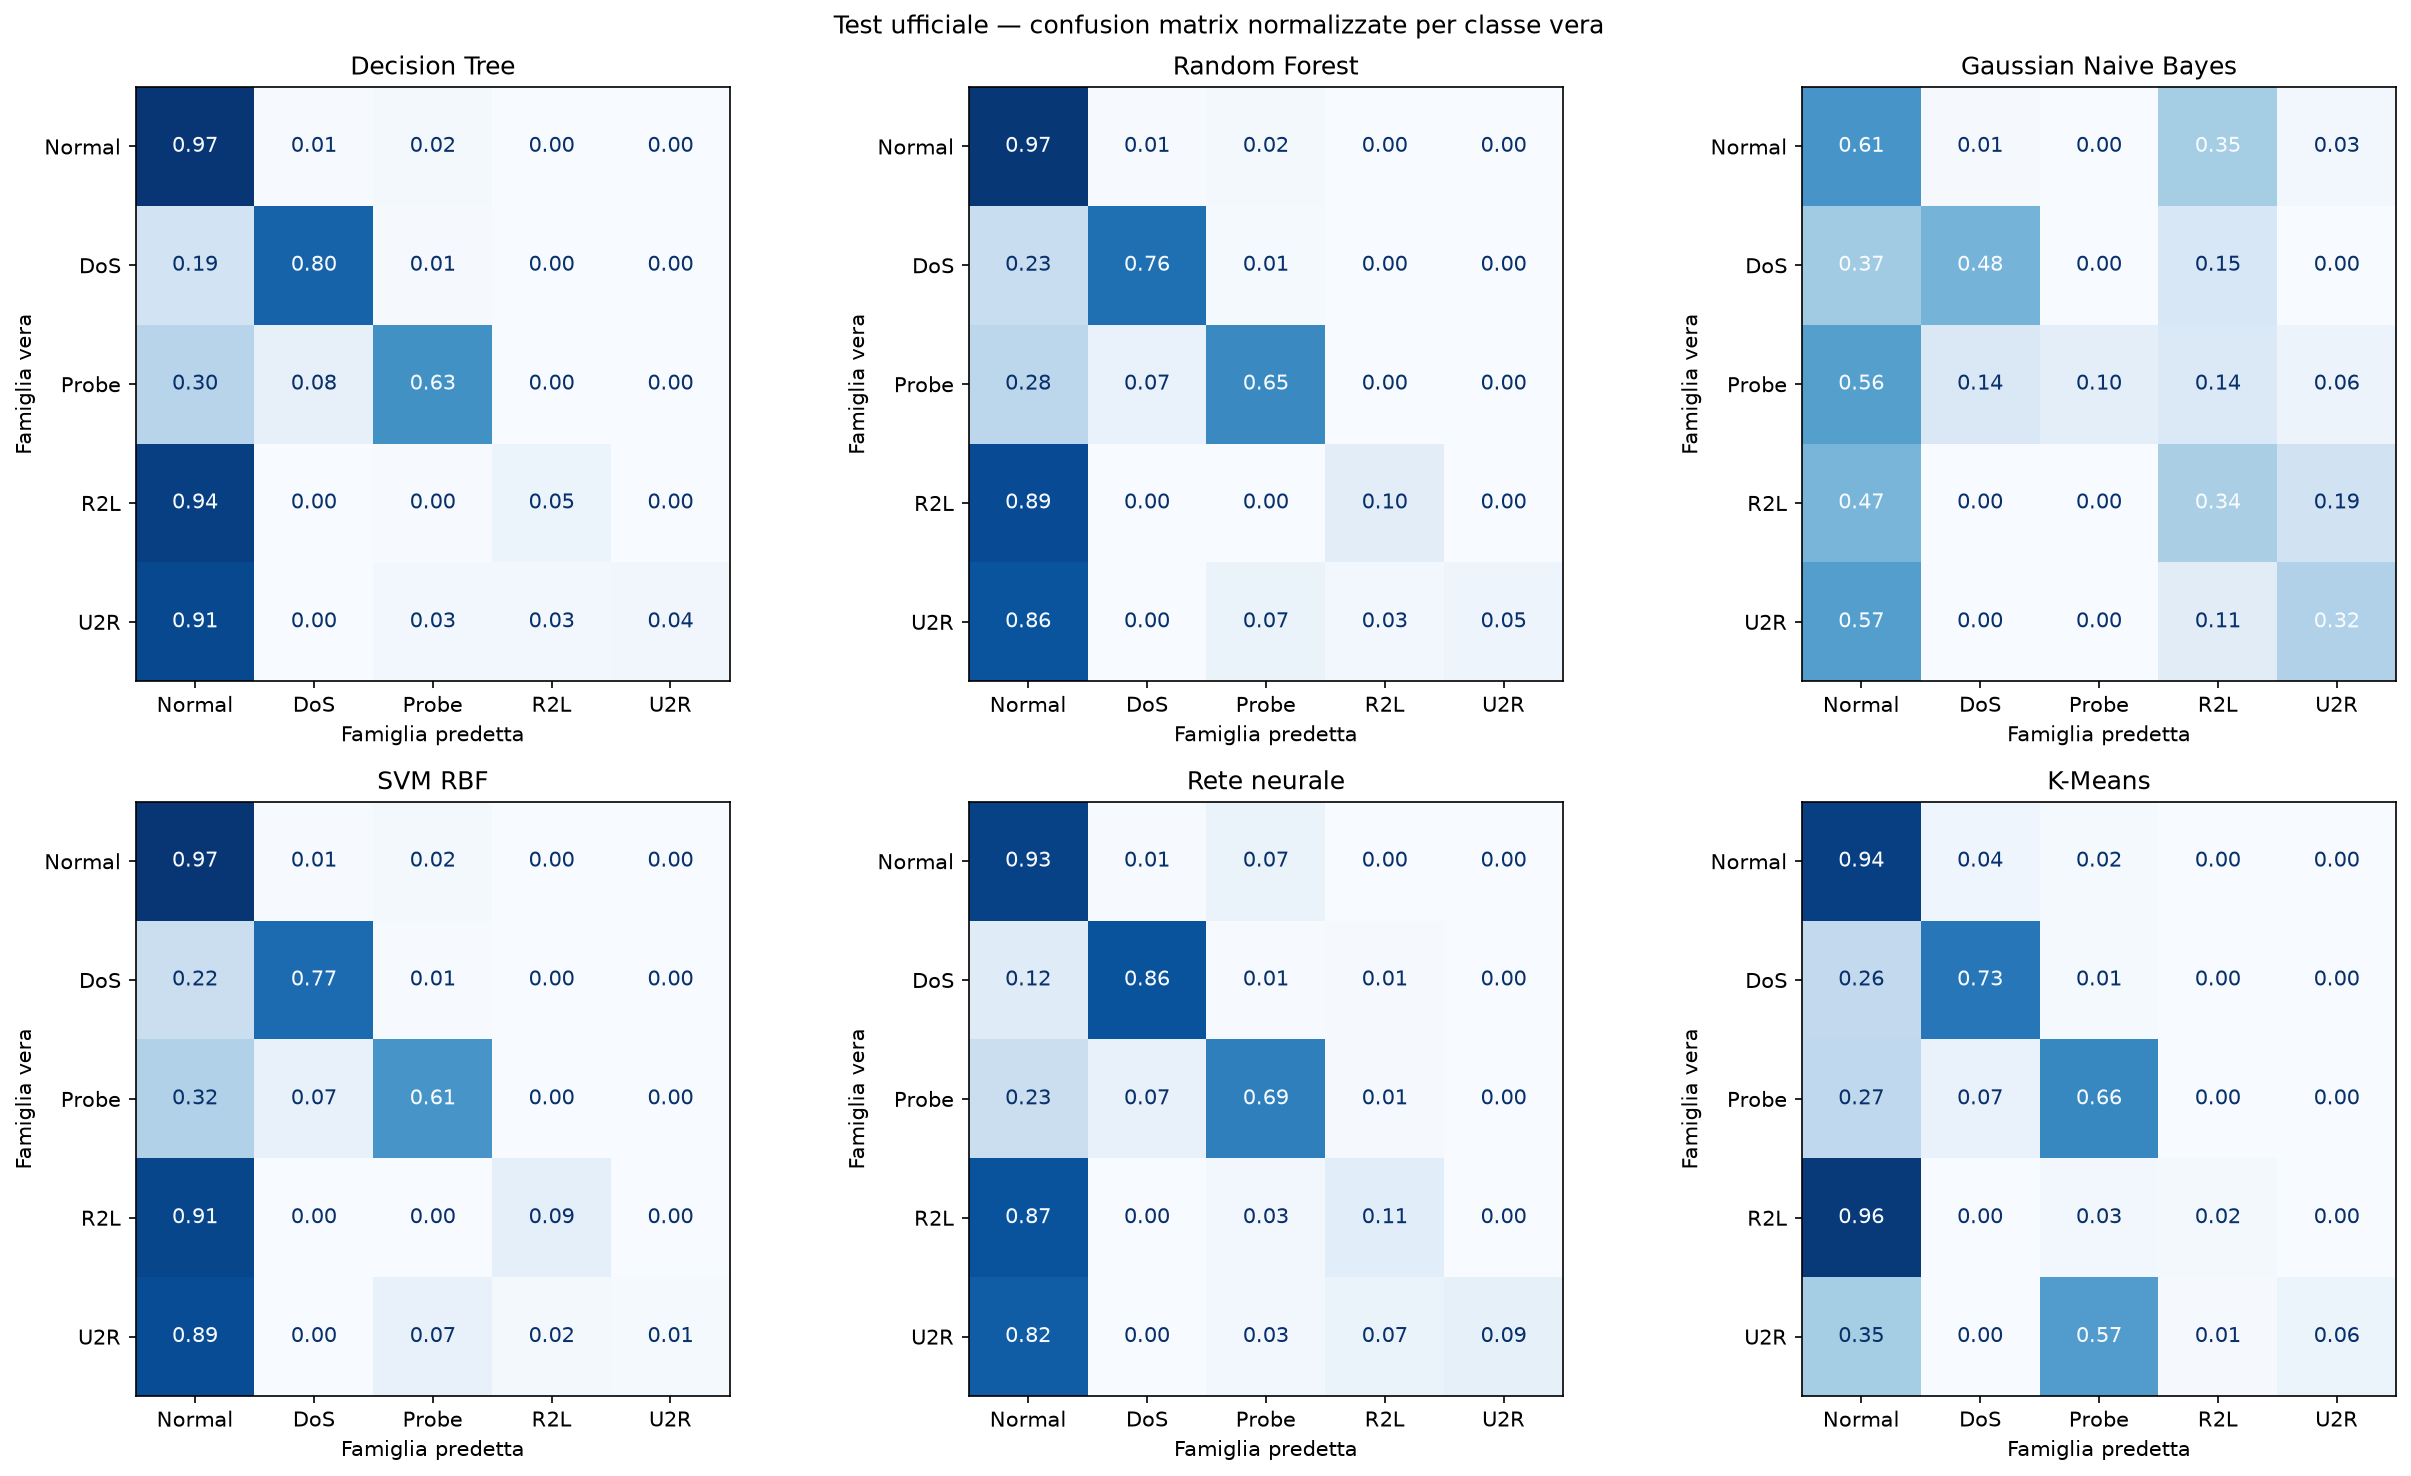 Test ufficiale — confusion matrix normalizzate per classe vera
Decision Tree
Famiglia vera
Normal 0.97 0.01 0.02 0.00 0.00
DoS 0.19 0.80 0.01 0.00 0.00
Probe 0.30 0.08 0.63 0.00 0.00
R2L 0.94 0.00 0.00 0.05 0.00
U2R 0.91 0.00 0.03 0.03 0.04
Normal DoS Probe R2L U2R
Famiglia predetta
Random Forest
Famiglia vera
Normal 0.97 0.01 0.02 0.00 0.00
DoS 0.23 0.76 0.01 0.00 0.00
Probe 0.28 0.07 0.65 0.00 0.00
R2L 0.89 0.00 0.00 0.10 0.00
U2R 0.86 0.00 0.07 0.03 0.05
Normal DoS Probe R2L U2R
Famiglia predetta
Gaussian Naive Bayes
Famiglia vera
Normal 0.61 0.01 0.00 0.35 0.03
DoS 0.37 0.48 0.00 0.15 0.00
Probe 0.56 0.14 0.10 0.14 0.06
R2L 0.47 0.00 0.00 0.34 0.19
U2R 0.57 0.00 0.00 0.11 0.32
Normal DoS Probe R2L U2R
Famiglia predetta
SVM RBF
Famiglia vera
Normal 0.97 0.01 0.02 0.00 0.00
DoS 0.22 0.77 0.01 0.00 0.00
Probe 0.32 0.07 0.61 0.00 0.00
R2L 0.91 0.00 0.00 0.09 0.00
U2R 0.89 0.00 0.07 0.02 0.01
Normal DoS Probe R2L U2R
Famiglia predetta
Rete neurale
Famiglia vera
Normal 0.93 0.01 0.07 0.00 0.00
DoS 0.12 0.86 0.01 0.01 0.00
Probe 0.23 0.07 0.69 0.01 0.00
R2L 0.87 0.00 0.03 0.11 0.00
U2R 0.82 0.00 0.03 0.07 0.09
Normal DoS Probe R2L U2R
Famiglia predetta
K-Means
Famiglia vera
Normal 0.94 0.04 0.02 0.00 0.00
DoS 0.26 0.73 0.01 0.00 0.00
Probe 0.27 0.07 0.66 0.00 0.00
R2L 0.96 0.00 0.03 0.02 0.00
U2R 0.35 0.00 0.57 0.01 0.06
Normal DoS Probe R2L U2R
Famiglia predetta